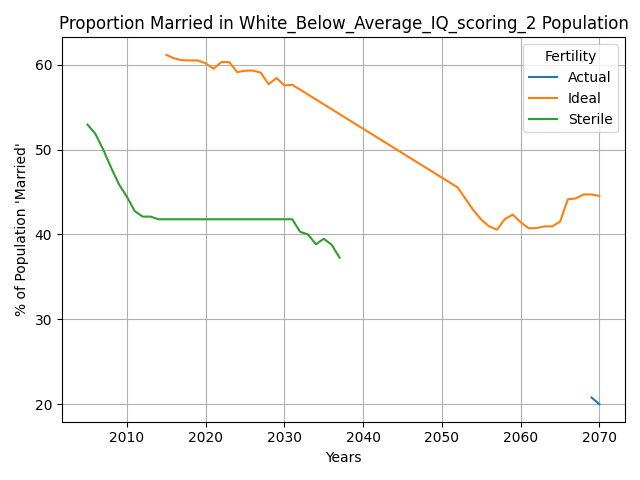 Proportion Married in White_Below_Average_IQ_scoring_2 Population
% of Population 'Married'
60
50
40
30
20
Fertility
Actual
Ideal
Sterile
2010 2020 2030 2040 2050 2060 2070
Years